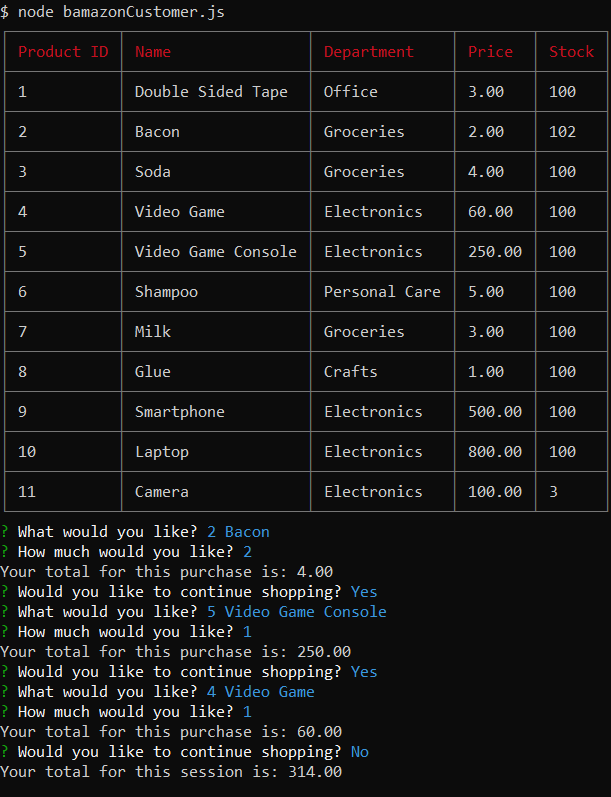 $ node bamazonCustomer.js
Product ID Name Department Price Stock
1 Double Sided Tape Office 3.00 100
2 Bacon Groceries 2.00 102
3 Soda Groceries 4.00 100
4 Video Game Electronics 60.00 100
5 Video Game Console Electronics 250.00 100
6 Shampoo Personal Care 5.00 100
7 Milk Groceries 3.00 100
8 Glue Crafts 1.00 100
9 Smartphone Electronics 500.00 100
10 Laptop Electronics 800.00 100
11 Camera Electronics 100.00 3
? What would you like? 2 Bacon
? How much would you like? 2
Your total for this purchase is: 4.00
? Would you like to continue shopping? Yes
? What would you like? 5 Video Game Console
? How much would you like? 1
Your total for this purchase is: 250.00
? Would you like to continue shopping? Yes
? What would you like? 4 Video Game
? How much would you like? 1
Your total for this purchase is: 60.00
? Would you like to continue shopping? No
Your total for this session is: 314.00